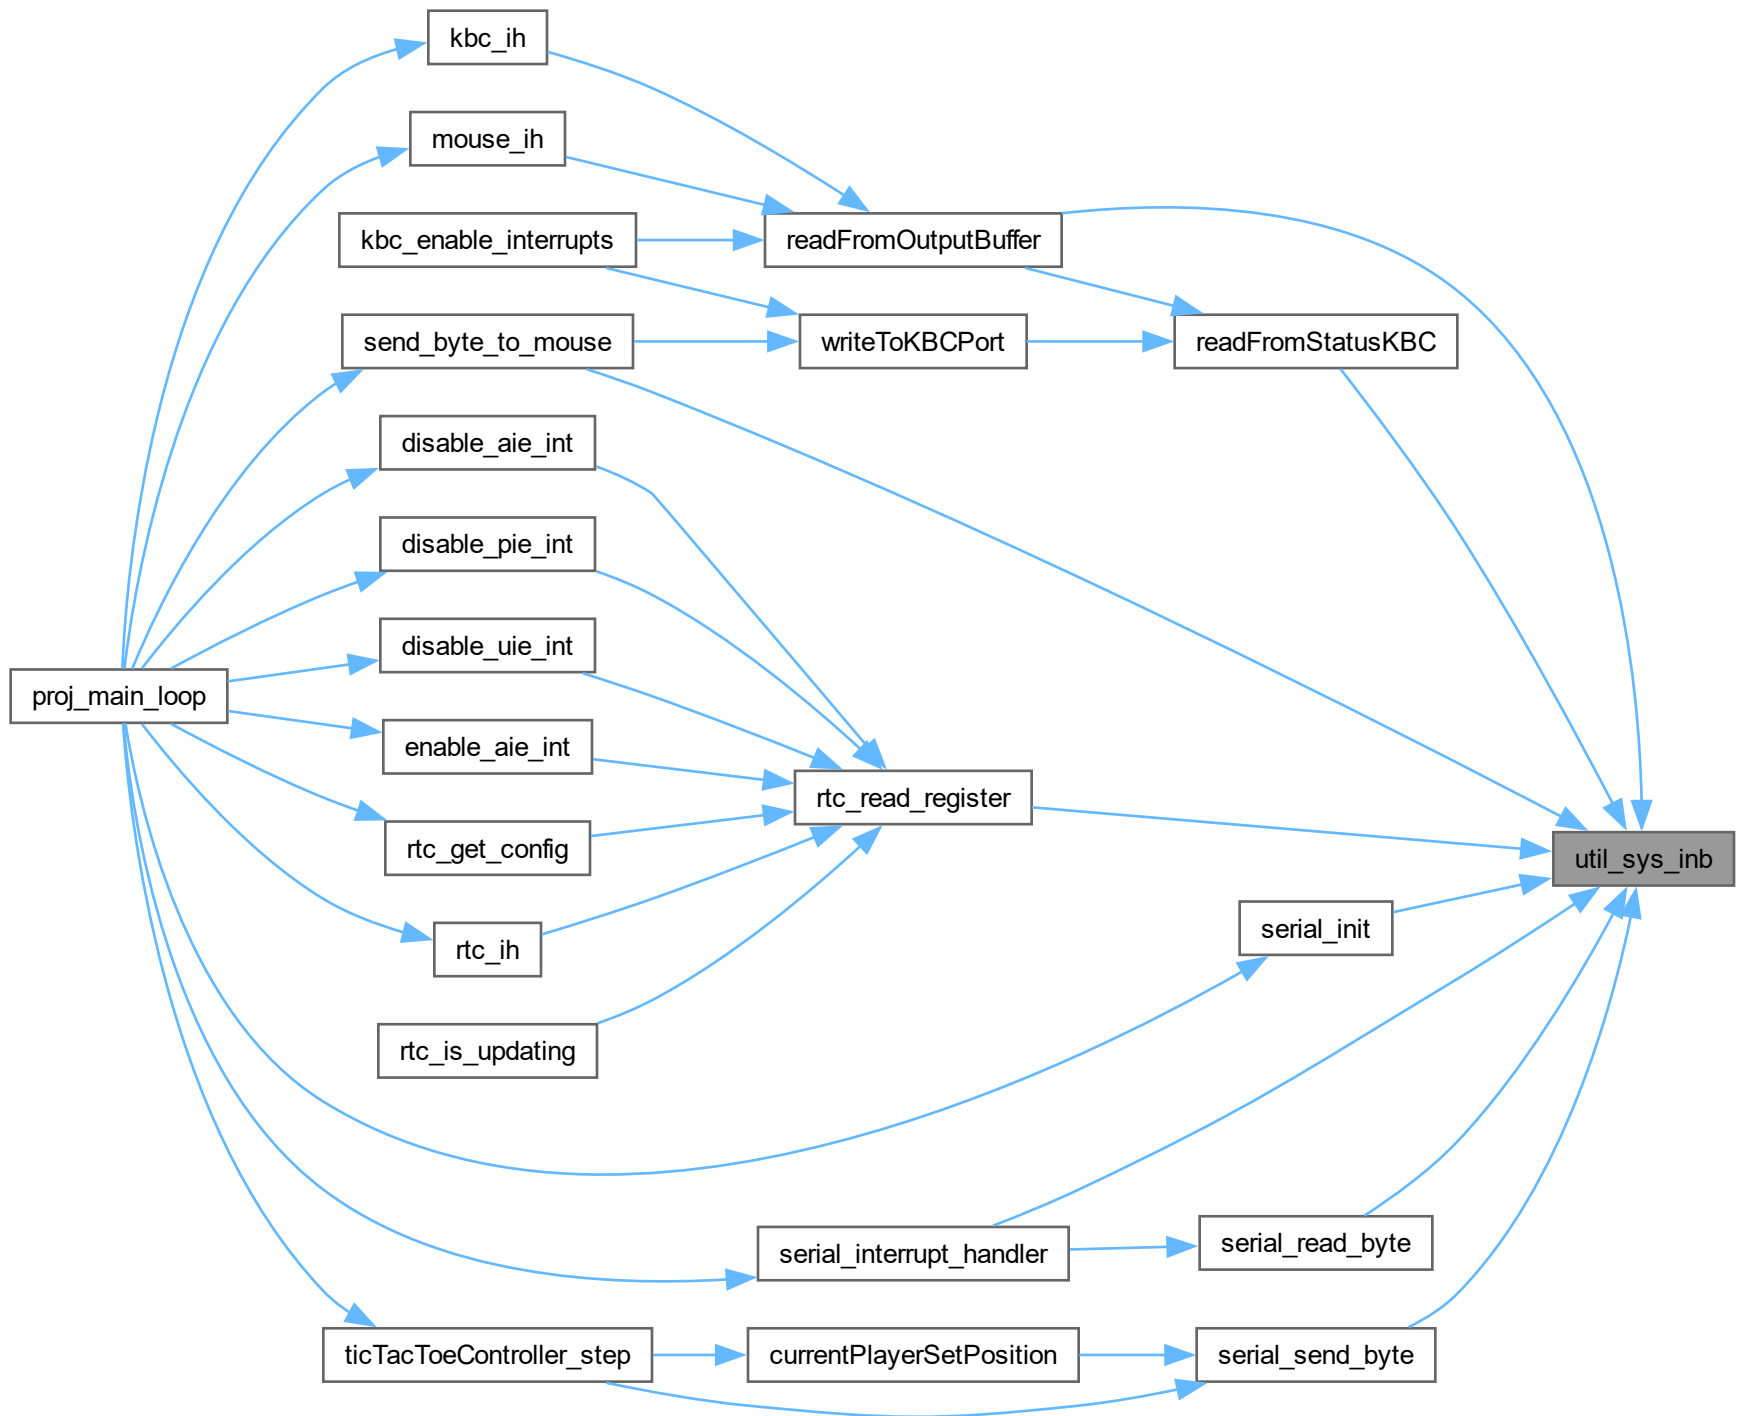 kbc_ih
mouse_ih
kbc_enable_interrupts
readFromOutputBuffer
send_byte_to_mouse
writeToKBCPort
readFromStatusKBC
disable_aie_int
disable_pie_int
disable_uie_int
proj_main_loop
enable_aie_int
rtc_read_register
rtc_get_config
util_sys_inb
rtc_ih
serial_init
rtc_is_updating
serial_interrupt_handler
serial_read_byte
ticTacToeController_step
currentPlayerSetPosition
serial_send_byte